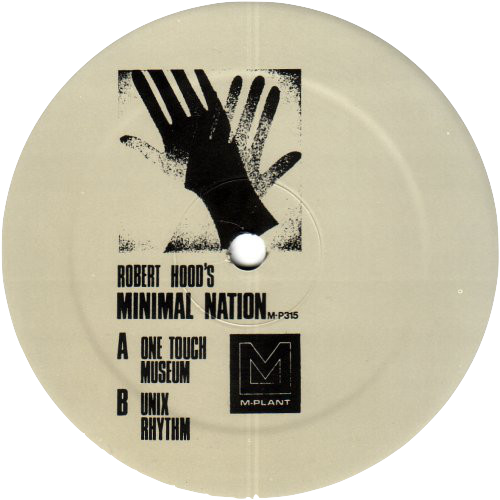 ROBERT HOOD'S
MINIMAL NATION M-P315
A ONE TOUCH
MUSEUM
B UNIX
RHYTHM
M
M-PLANT